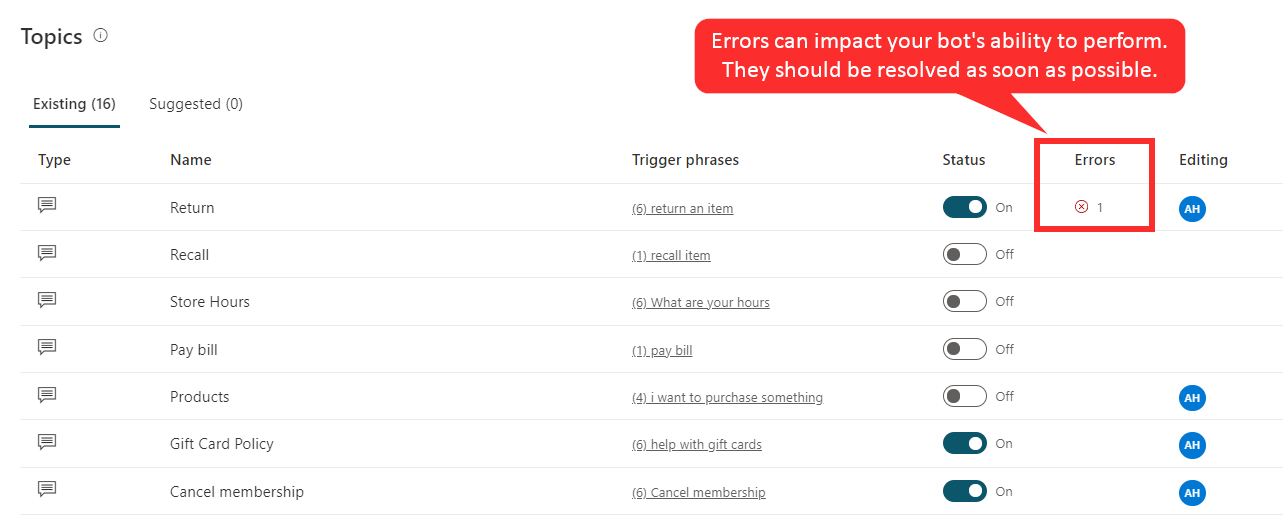 Topics
Errors can impact your bot's ability to perform.
They should be resolved as soon as possible.
Existing (16) Suggested (0)
Type Name Trigger phrases Status Errors Editing
Return (6) return an item On 1 AH
Recall (1) recall item Off
Store Hours (6) What are your hours Off
Pay bill (1) pay bill Off
Products (4) i want to purchase something Off AH
Gift Card Policy (6) help with gift cards On AH
Cancel membership (6) Cancel membership On AH